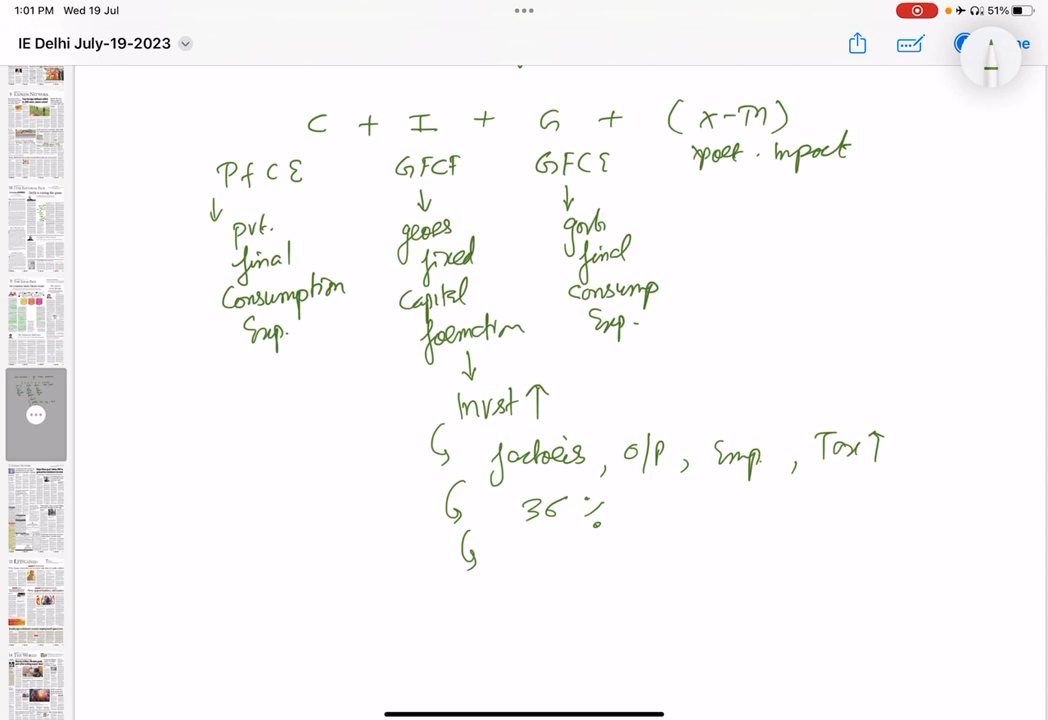 1:01 PM Wed 19 Jul
51%
IE Delhi July-19-2023
C + I + G + (X-M)
xport . import
PFCE GFCF GFCE
pvt. final Consumption Exp.
gross fixed Capital formation
govt final consump Exp.
Invst ↑
factories, O/P, Emp., Tax ↑
36 %